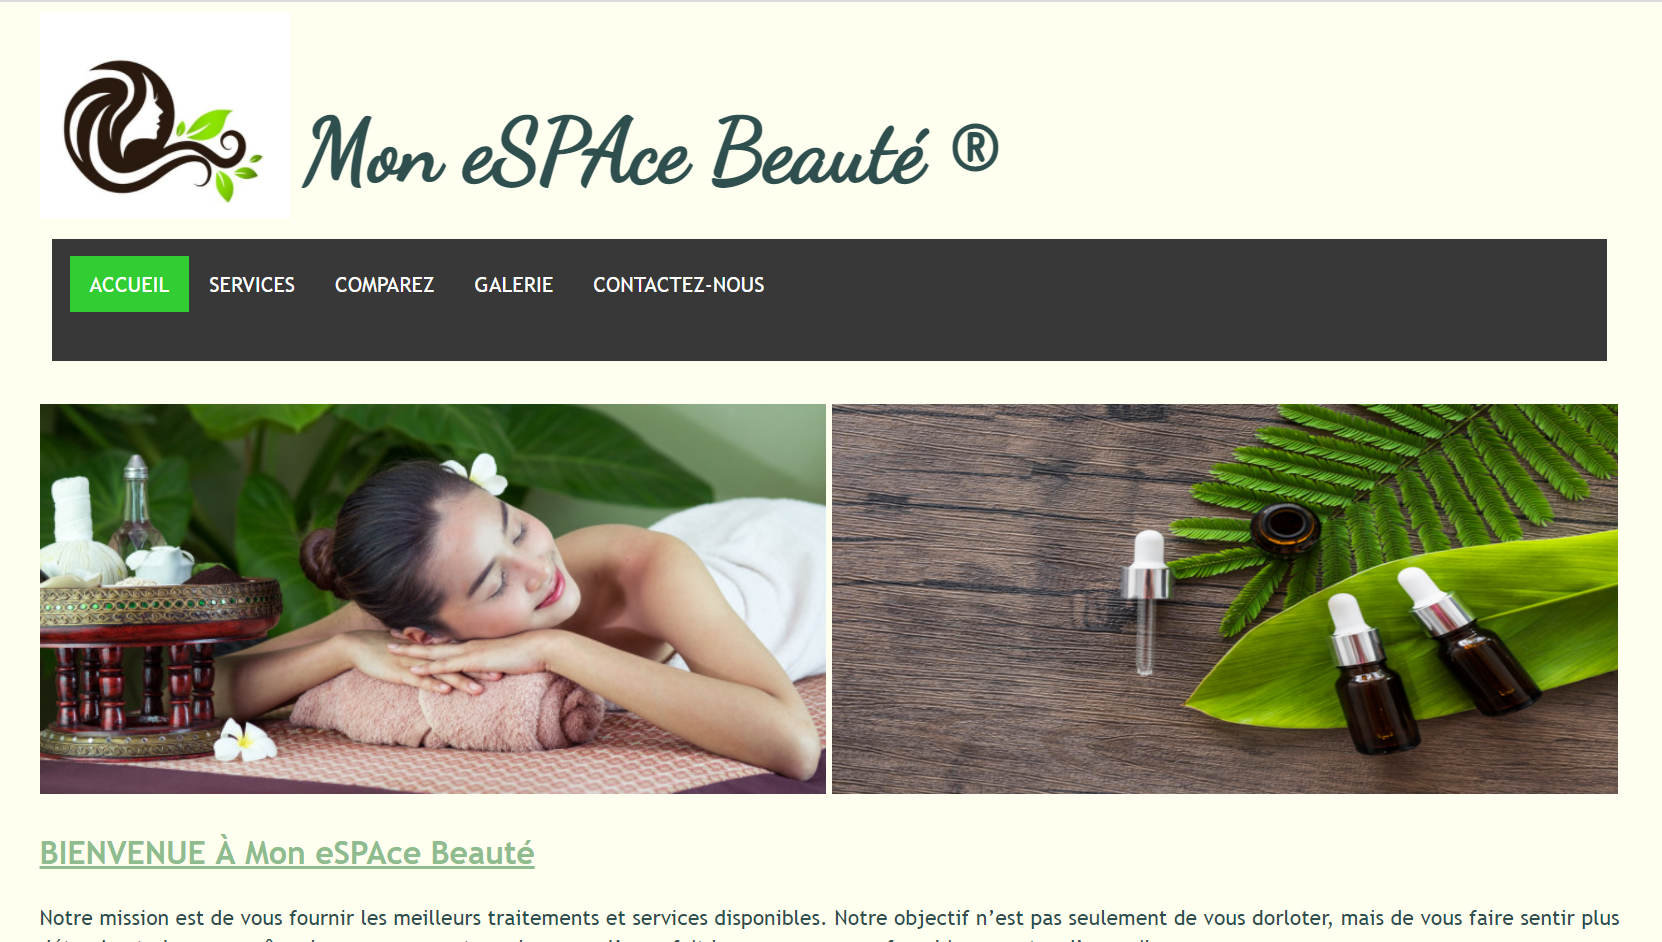 Mon eSPAce Beauté ®
ACCUEIL SERVICES COMPAREZ GALERIE CONTACTEZ-NOUS
BIENVENUE À Mon eSPAce Beauté
Notre mission est de vous fournir les meilleurs traitements et services disponibles. Notre objectif n’est pas seulement de vous dorloter, mais de vous faire sentir plus